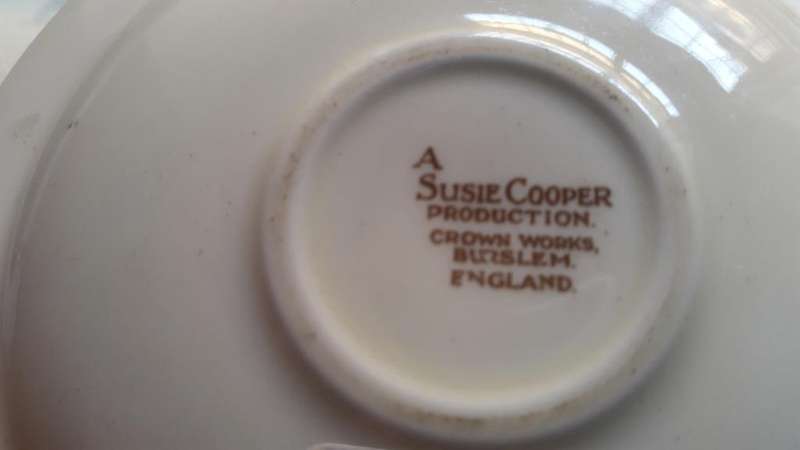 A
SUSIE COOPER
PRODUCTION.
CROWN WORKS,
BURSLEM.
ENGLAND.